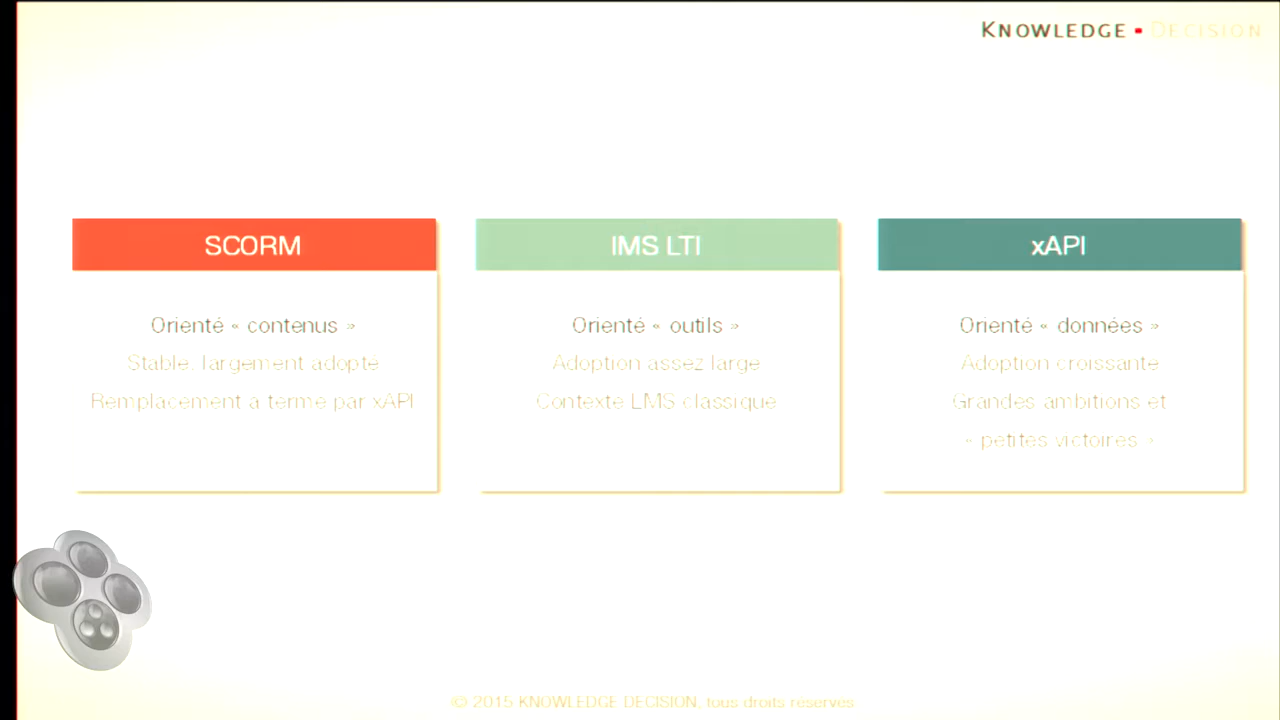 KNOWLEDGE ▪ DECISION
SCORM
Orienté « contenus »
Stable, largement adopté
Remplacement à terme par xAPI
IMS LTI
Orienté « outils »
Adoption assez large
Contexte LMS classique
xAPI
Orienté « données »
Adoption croissante
Grandes ambitions et
« petites victoires »
© 2015 KNOWLEDGE DECISION, tous droits réservés